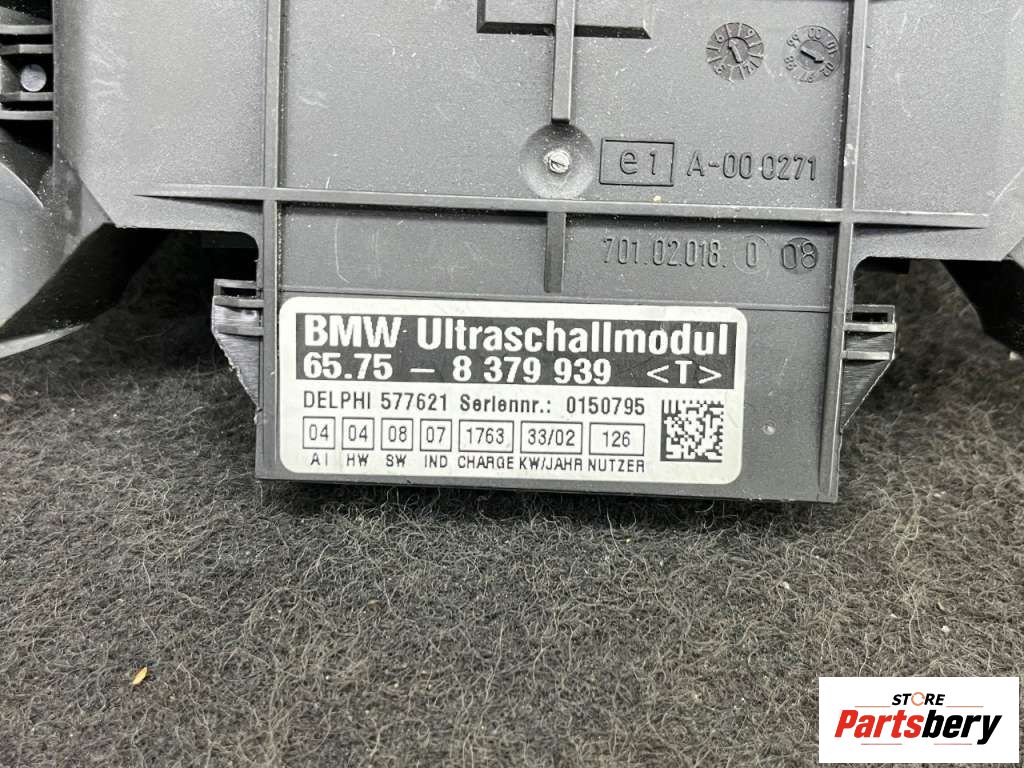 e1 A-00 0271
701.02.018. 0 08
BMW Ultraschallmodul
65.75 - 8 379 939 <T>
DELPHI 577621 Seriennr.: 0150795
04 04 08 07 1763 33/02 126
AI HW SW IND CHARGE KW/JAHR NUTZER
STORE
Partsbery